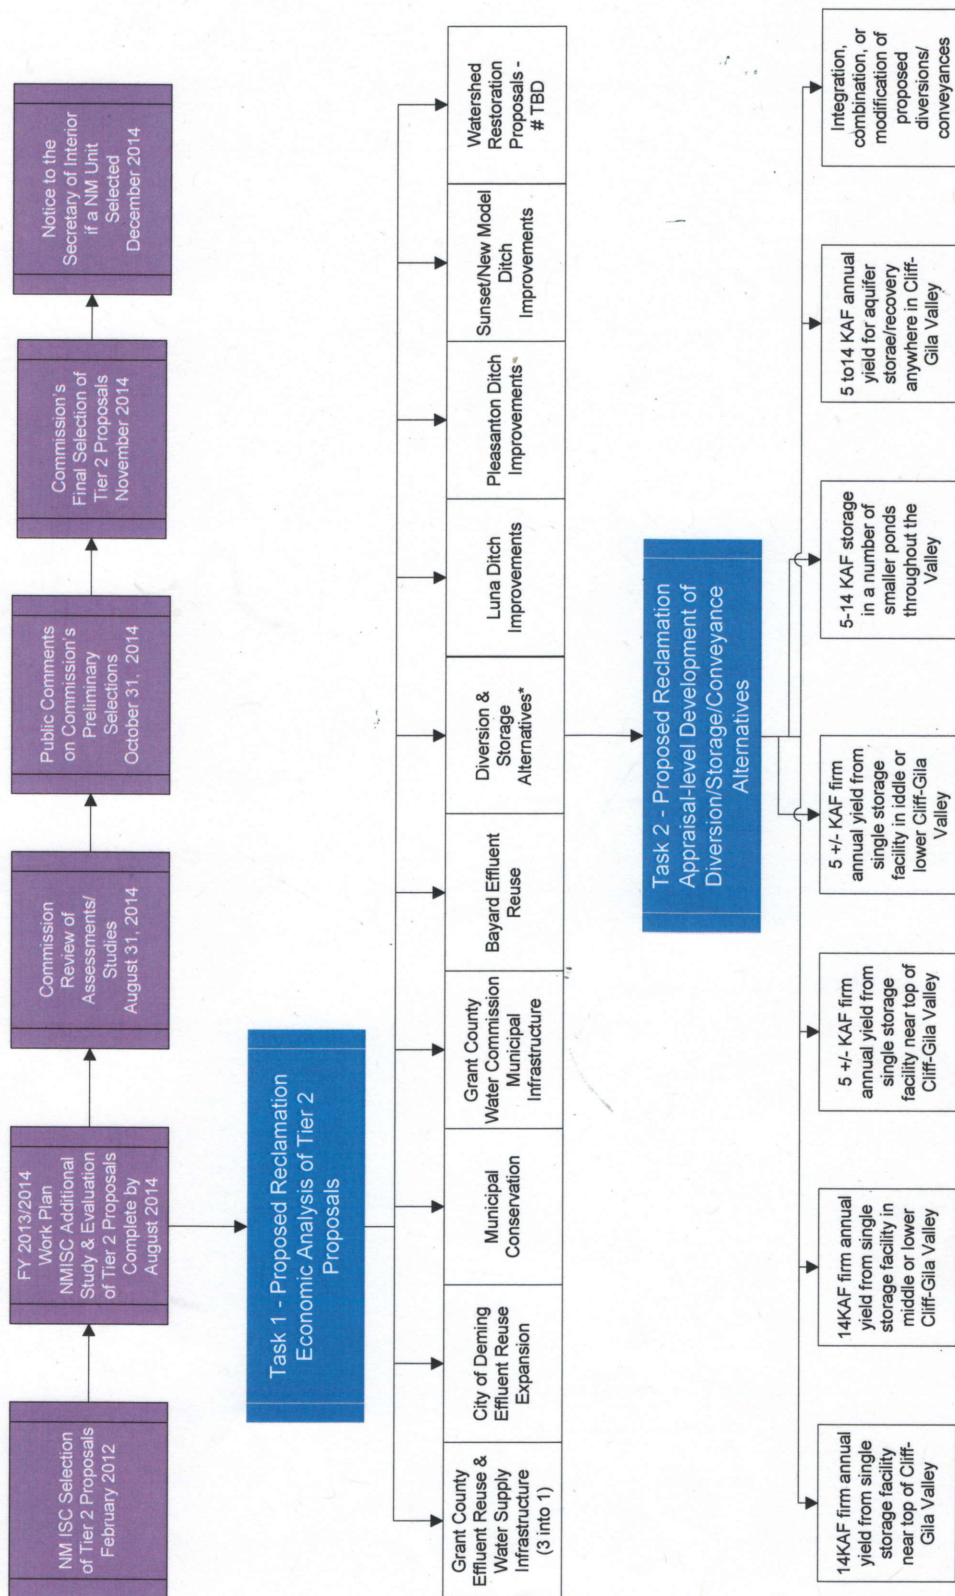 NM ISC Selection
of Tier 2 Proposals
February 2012
FY 2013/2014
Work Plan
NMISC Additional
Study & Evaluation
of Tier 2 Proposals
Complete by
August 2014
Commission
Review of
Assessments/
Studies
August 31, 2014
Public Comments
on Commission's
Preliminary
Selections
October 31, 2014
Commission's
Final Selection of
Tier 2 Proposals
November 2014
Notice to the
Secretary of Interior
if a NM Unit
Selected
December 2014
Task 1 - Proposed Reclamation
Economic Analysis of Tier 2
Proposals
Grant County
Effluent Reuse &
Water Supply
Infrastructure
(3 into 1)
City of Deming
Effluent Reuse
Expansion
Municipal
Conservation
Grant County
Water Commission
Municipal
Infrastructure
Bayard Effluent
Reuse
Diversion &
Storage
Alternatives*
Luna Ditch
Improvements
Pleasanton Ditch
Improvements
Sunset/New Model
Ditch
Improvements
Watershed
Restoration
Proposals -
# TBD
Task 2 - Proposed Reclamation
Appraisal-level Development of
Diversion/Storage/Conveyance
Alternatives
14KAF firm annual
yield from single
storage facility
near top of Cliff-
Gila Valley
14KAF firm annual
yield from single
storage facility in
middle or lower
Cliff-Gila Valley
5 +/- KAF firm
annual yield from
single storage
facility near top of
Cliff-Gila Valley
5 +/- KAF firm
annual yield from
single storage
facility in iddle or
lower Cliff-Gila
Valley
5-14 KAF storage
in a number of
smaller ponds
throughout the
Valley
5 to14 KAF annual
yield for aquifer
storae/recovery
anywhere in Cliff-
Gila Valley
Integration,
combination, or
modification of
proposed
diversions/
conveyances